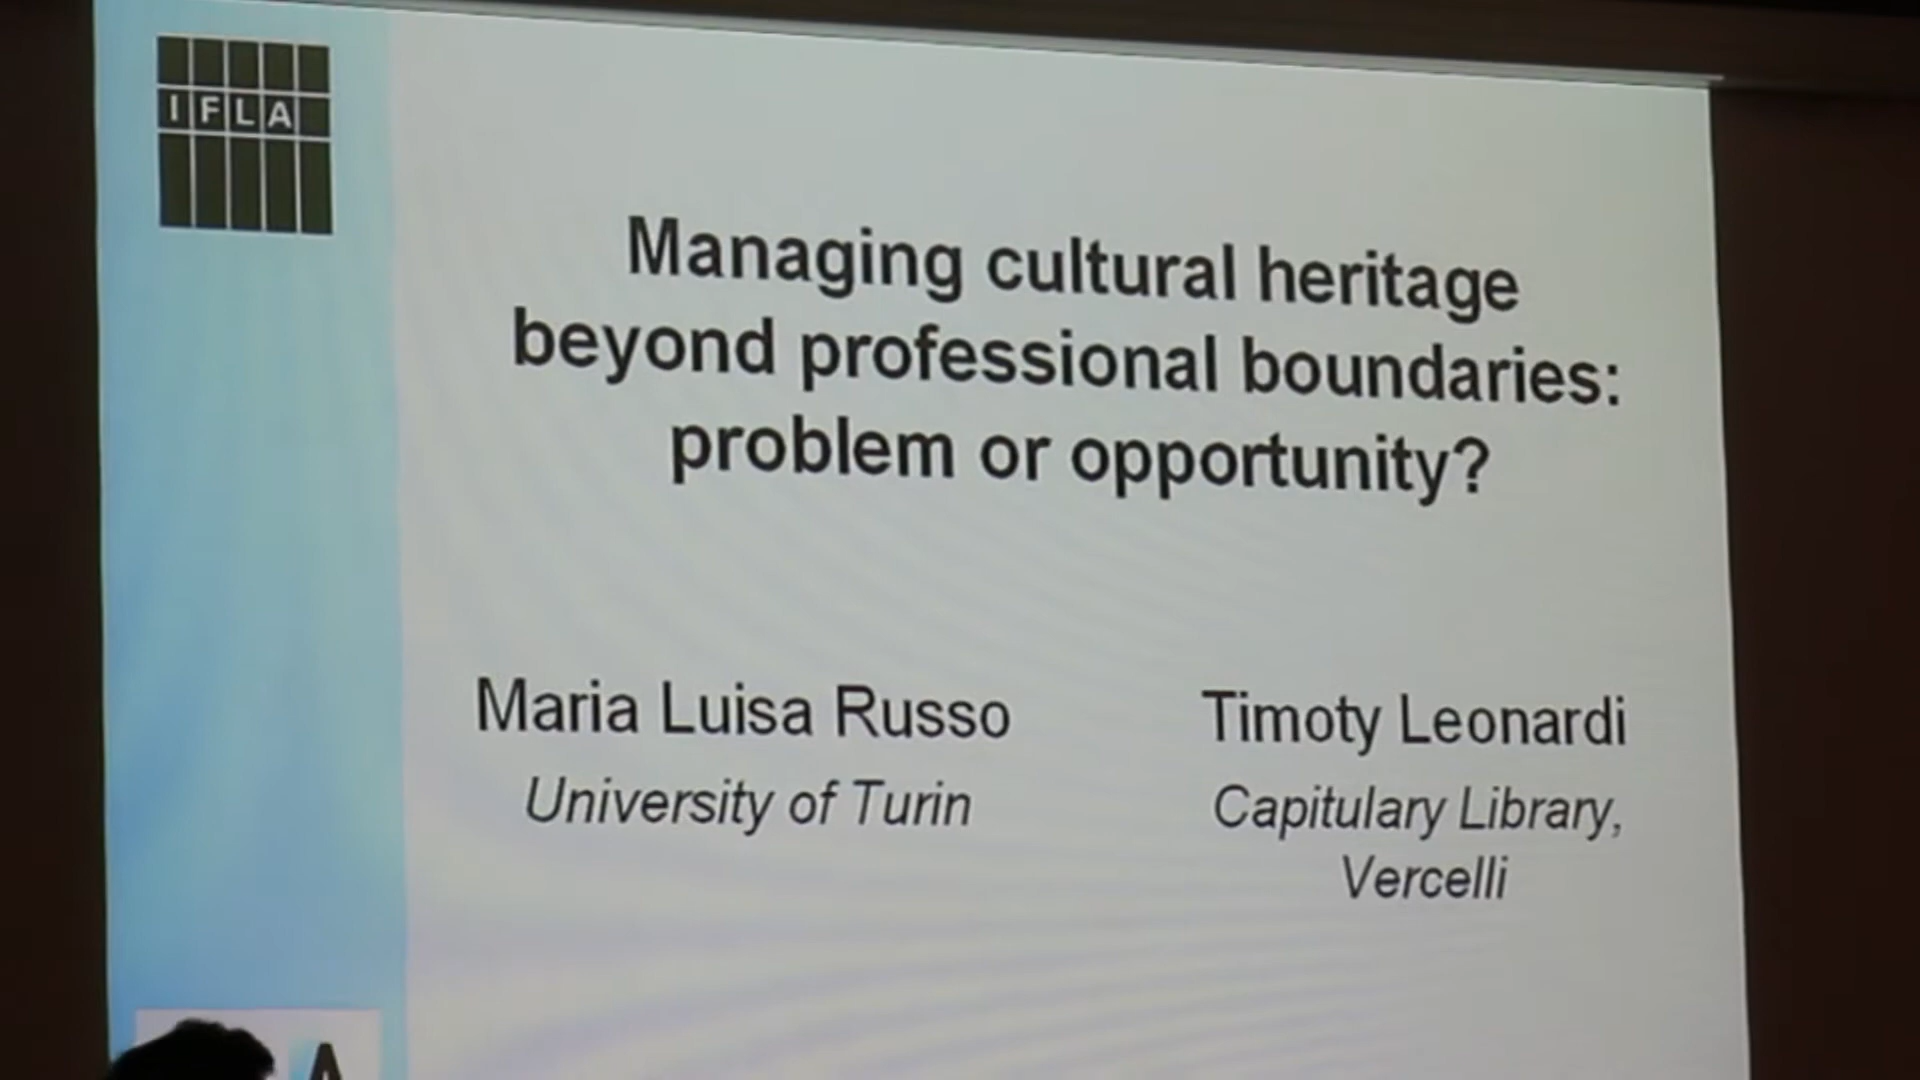 IFLA
Managing cultural heritage
beyond professional boundaries:
problem or opportunity?
Maria Luisa Russo
University of Turin
Timoty Leonardi
Capitulary Library,
Vercelli
A